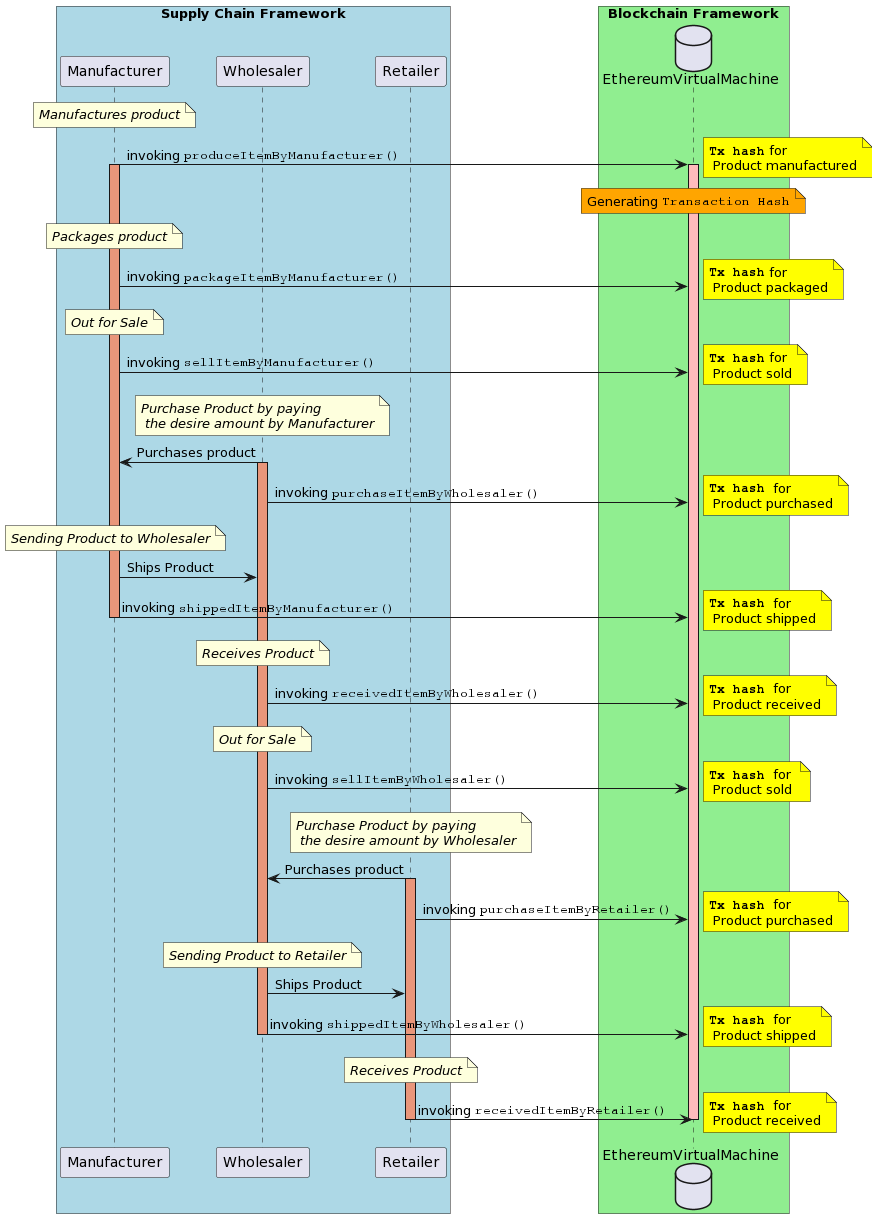 Supply Chain Framework
Blockchain Framework
Manufacturer
Wholesaler
Retailer
EthereumVirtualMachine
Manufactures product
invoking produceItemByManufacturer()
Tx hash for
Product manufactured
Generating Transaction Hash
Packages product
invoking packageItemByManufacturer()
Tx hash for
Product packaged
Out for Sale
invoking sellItemByManufacturer()
Tx hash for
Product sold
Purchase Product by paying
the desire amount by Manufacturer
Purchases product
invoking purchaseItemByWholesaler()
Tx hash for
Product purchased
Sending Product to Wholesaler
Ships Product
invoking shippedItemByManufacturer()
Tx hash for
Product shipped
Receives Product
invoking receivedItemByWholesaler()
Tx hash for
Product received
Out for Sale
invoking sellItemByWholesaler()
Tx hash for
Product sold
Purchase Product by paying
the desire amount by Wholesaler
Purchases product
invoking purchaseItemByRetailer()
Tx hash for
Product purchased
Sending Product to Retailer
Ships Product
invoking shippedItemByWholesaler()
Tx hash for
Product shipped
Receives Product
invoking receivedItemByRetailer()
Tx hash for
Product received
Manufacturer
Wholesaler
Retailer
EthereumVirtualMachine